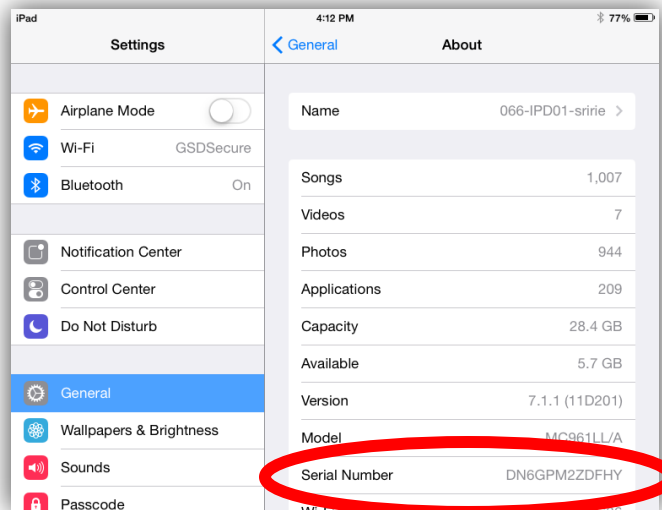 iPad 4:12 PM 77%
Settings
General About
Airplane Mode
Wi-Fi GSDSecure
Bluetooth On
Notification Center
Control Center
Do Not Disturb
General
Wallpapers & Brightness
Sounds
Passcode
Name 066-IPD01-sririe
Songs 1,007
Videos 7
Photos 944
Applications 209
Capacity 28.4 GB
Available 5.7 GB
Version 7.1.1 (11D201)
Model MC961LL/A
Serial Number DN6GPM2ZDFHY